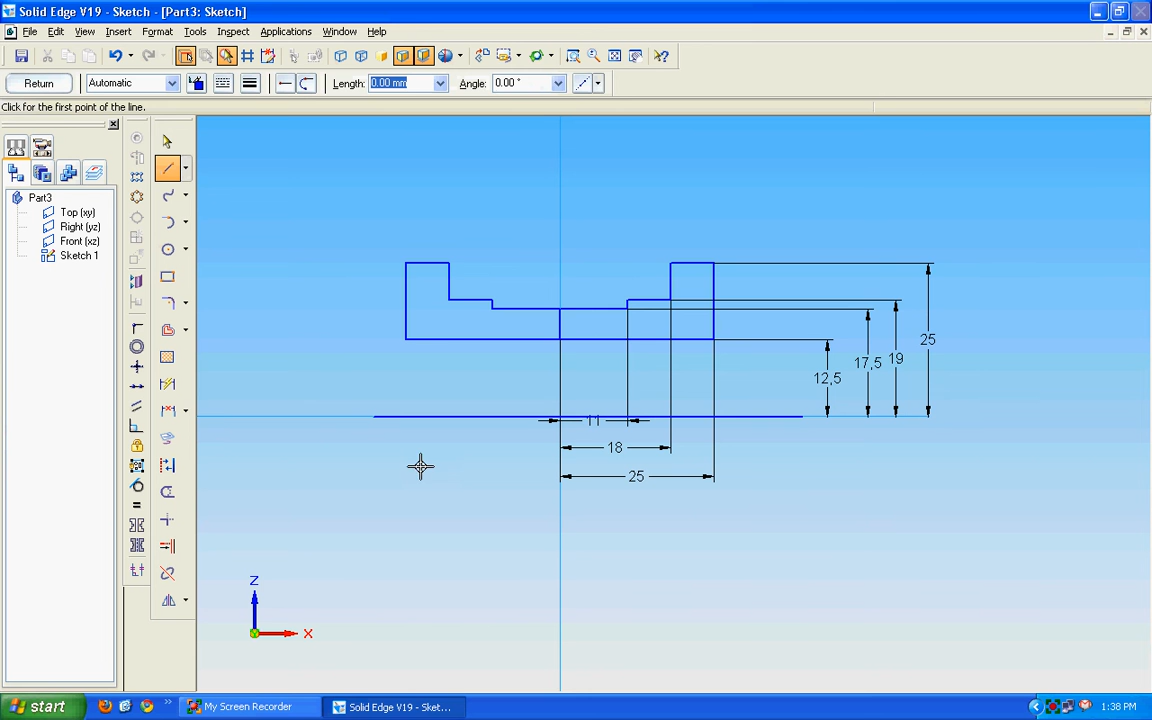 Solid Edge V19 - Sketch - [Part3: Sketch]
File Edit View Insert Format Tools Inspect Applications Window Help
Return Automatic Length: 0.00 mm Angle: 0.00 °
Click for the first point of the line.
Part3
Top (xy)
Right (yz)
Front (xz)
Sketch 1
25
19
17,5
12,5
11
18
25
Z
X
start » My Screen Recorder Solid Edge V19 - Sket... 1:38 PM